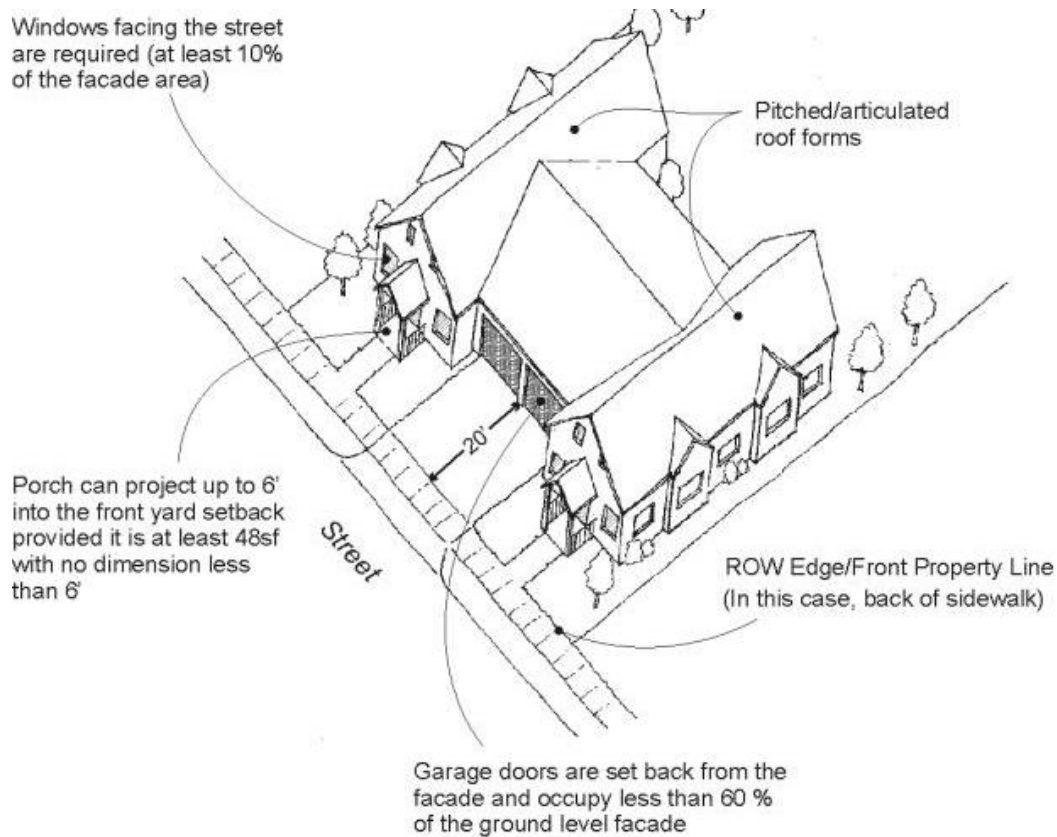 Windows facing the street
are required (at least 10%
of the facade area)
Pitched/articulated
roof forms
20'
Porch can project up to 6'
into the front yard setback
provided it is at least 48sf
with no dimension less
than 6'
Street
ROW Edge/Front Property Line
(In this case, back of sidewalk)
Garage doors are set back from the
facade and occupy less than 60 %
of the ground level facade